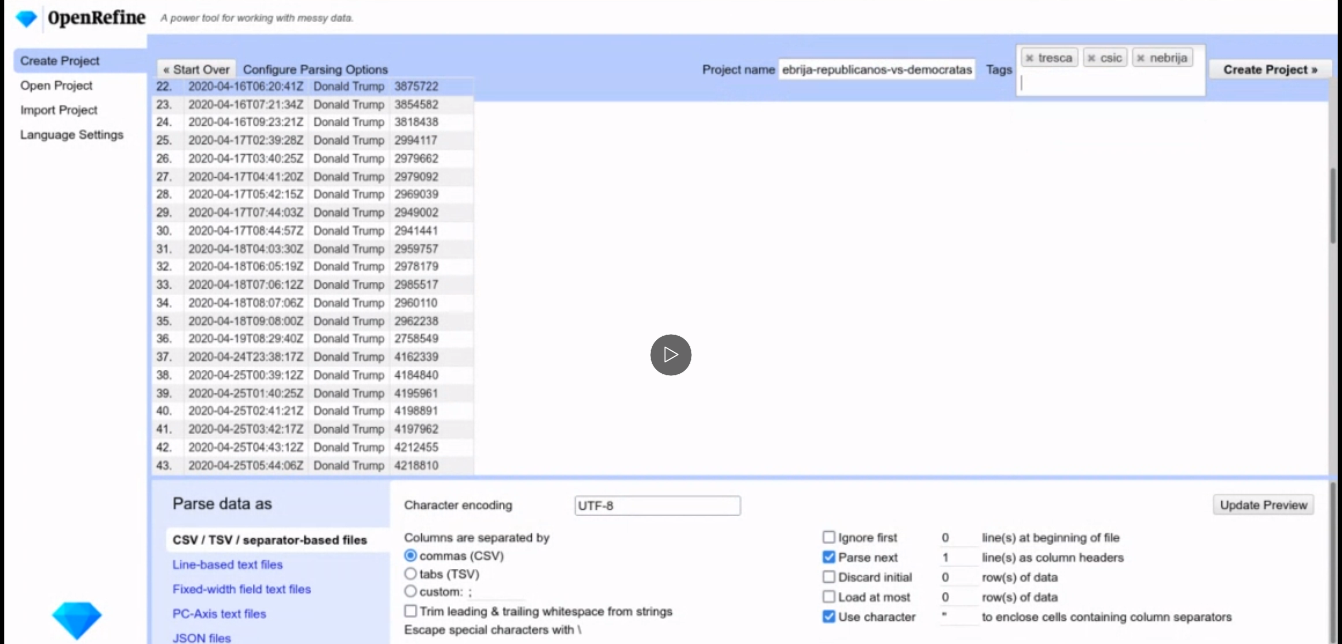 OpenRefine A power tool for working with messy data.
Create Project
Open Project
Import Project
Language Settings
« Start Over Configure Parsing Options Project name ebrija-republicanos-vs-democratas Tags tresca csic nebrija Create Project »
22. 2020-04-16T06:20:41Z Donald Trump 3875722
23. 2020-04-16T07:21:34Z Donald Trump 3854582
24. 2020-04-16T09:23:21Z Donald Trump 3818438
25. 2020-04-17T02:39:28Z Donald Trump 2994117
26. 2020-04-17T03:40:25Z Donald Trump 2979662
27. 2020-04-17T04:41:20Z Donald Trump 2979092
28. 2020-04-17T05:42:15Z Donald Trump 2969039
29. 2020-04-17T07:44:03Z Donald Trump 2949002
30. 2020-04-17T08:44:57Z Donald Trump 2941441
31. 2020-04-18T04:03:30Z Donald Trump 2959757
32. 2020-04-18T06:05:19Z Donald Trump 2978179
33. 2020-04-18T07:06:12Z Donald Trump 2985517
34. 2020-04-18T08:07:06Z Donald Trump 2960110
35. 2020-04-18T09:08:00Z Donald Trump 2962238
36. 2020-04-19T08:29:40Z Donald Trump 2758549
37. 2020-04-24T23:38:17Z Donald Trump 4162339
38. 2020-04-25T00:39:12Z Donald Trump 4184840
39. 2020-04-25T01:40:25Z Donald Trump 4195961
40. 2020-04-25T02:41:21Z Donald Trump 4198891
41. 2020-04-25T03:42:17Z Donald Trump 4197962
42. 2020-04-25T04:43:12Z Donald Trump 4212455
43. 2020-04-25T05:44:06Z Donald Trump 4218810
Parse data as
CSV / TSV / separator-based files
Line-based text files
Fixed-width field text files
PC-Axis text files
JSON files
Character encoding UTF-8
Columns are separated by
commas (CSV)
tabs (TSV)
custom: ;
Trim leading & trailing whitespace from strings
Escape special characters with \
Update Preview
Ignore first 0 line(s) at beginning of file
Parse next 1 line(s) as column headers
Discard initial 0 row(s) of data
Load at most 0 row(s) of data
Use character " to enclose cells containing column separators